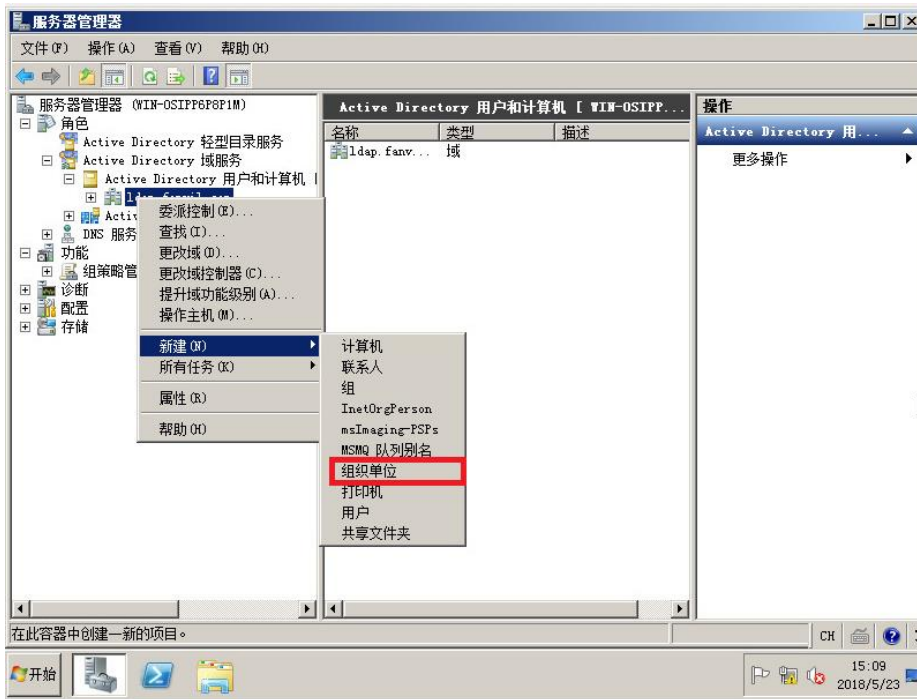 服务器管理器
文件(F) 操作(A) 查看(V) 帮助(H)
服务器管理器 (WIN-OSIPP6P8P1M)
角色
Active Directory 轻型目录服务
Active Directory 域服务
Active Directory 用户和计算机 [
Activ
DNS 服务
功能
组策略管
诊断
配置
存储
委派控制(E)...
查找(I)...
更改域(D)...
更改域控制器(C)...
提升域功能级别(A)...
操作主机(M)...
新建(N)
所有任务(K)
属性(R)
帮助(H)
计算机
联系人
组
InetOrgPerson
msImaging-PSPs
MSMQ 队列别名
组织单位
打印机
用户
共享文件夹
Active Directory 用户和计算机 [ WIN-OSIPP...
名称 类型 描述
ldap.fanv... 域
操作
Active Directory 用...
更多操作
在此容器中创建一新的项目。
CH
开始
15:09
2018/5/23